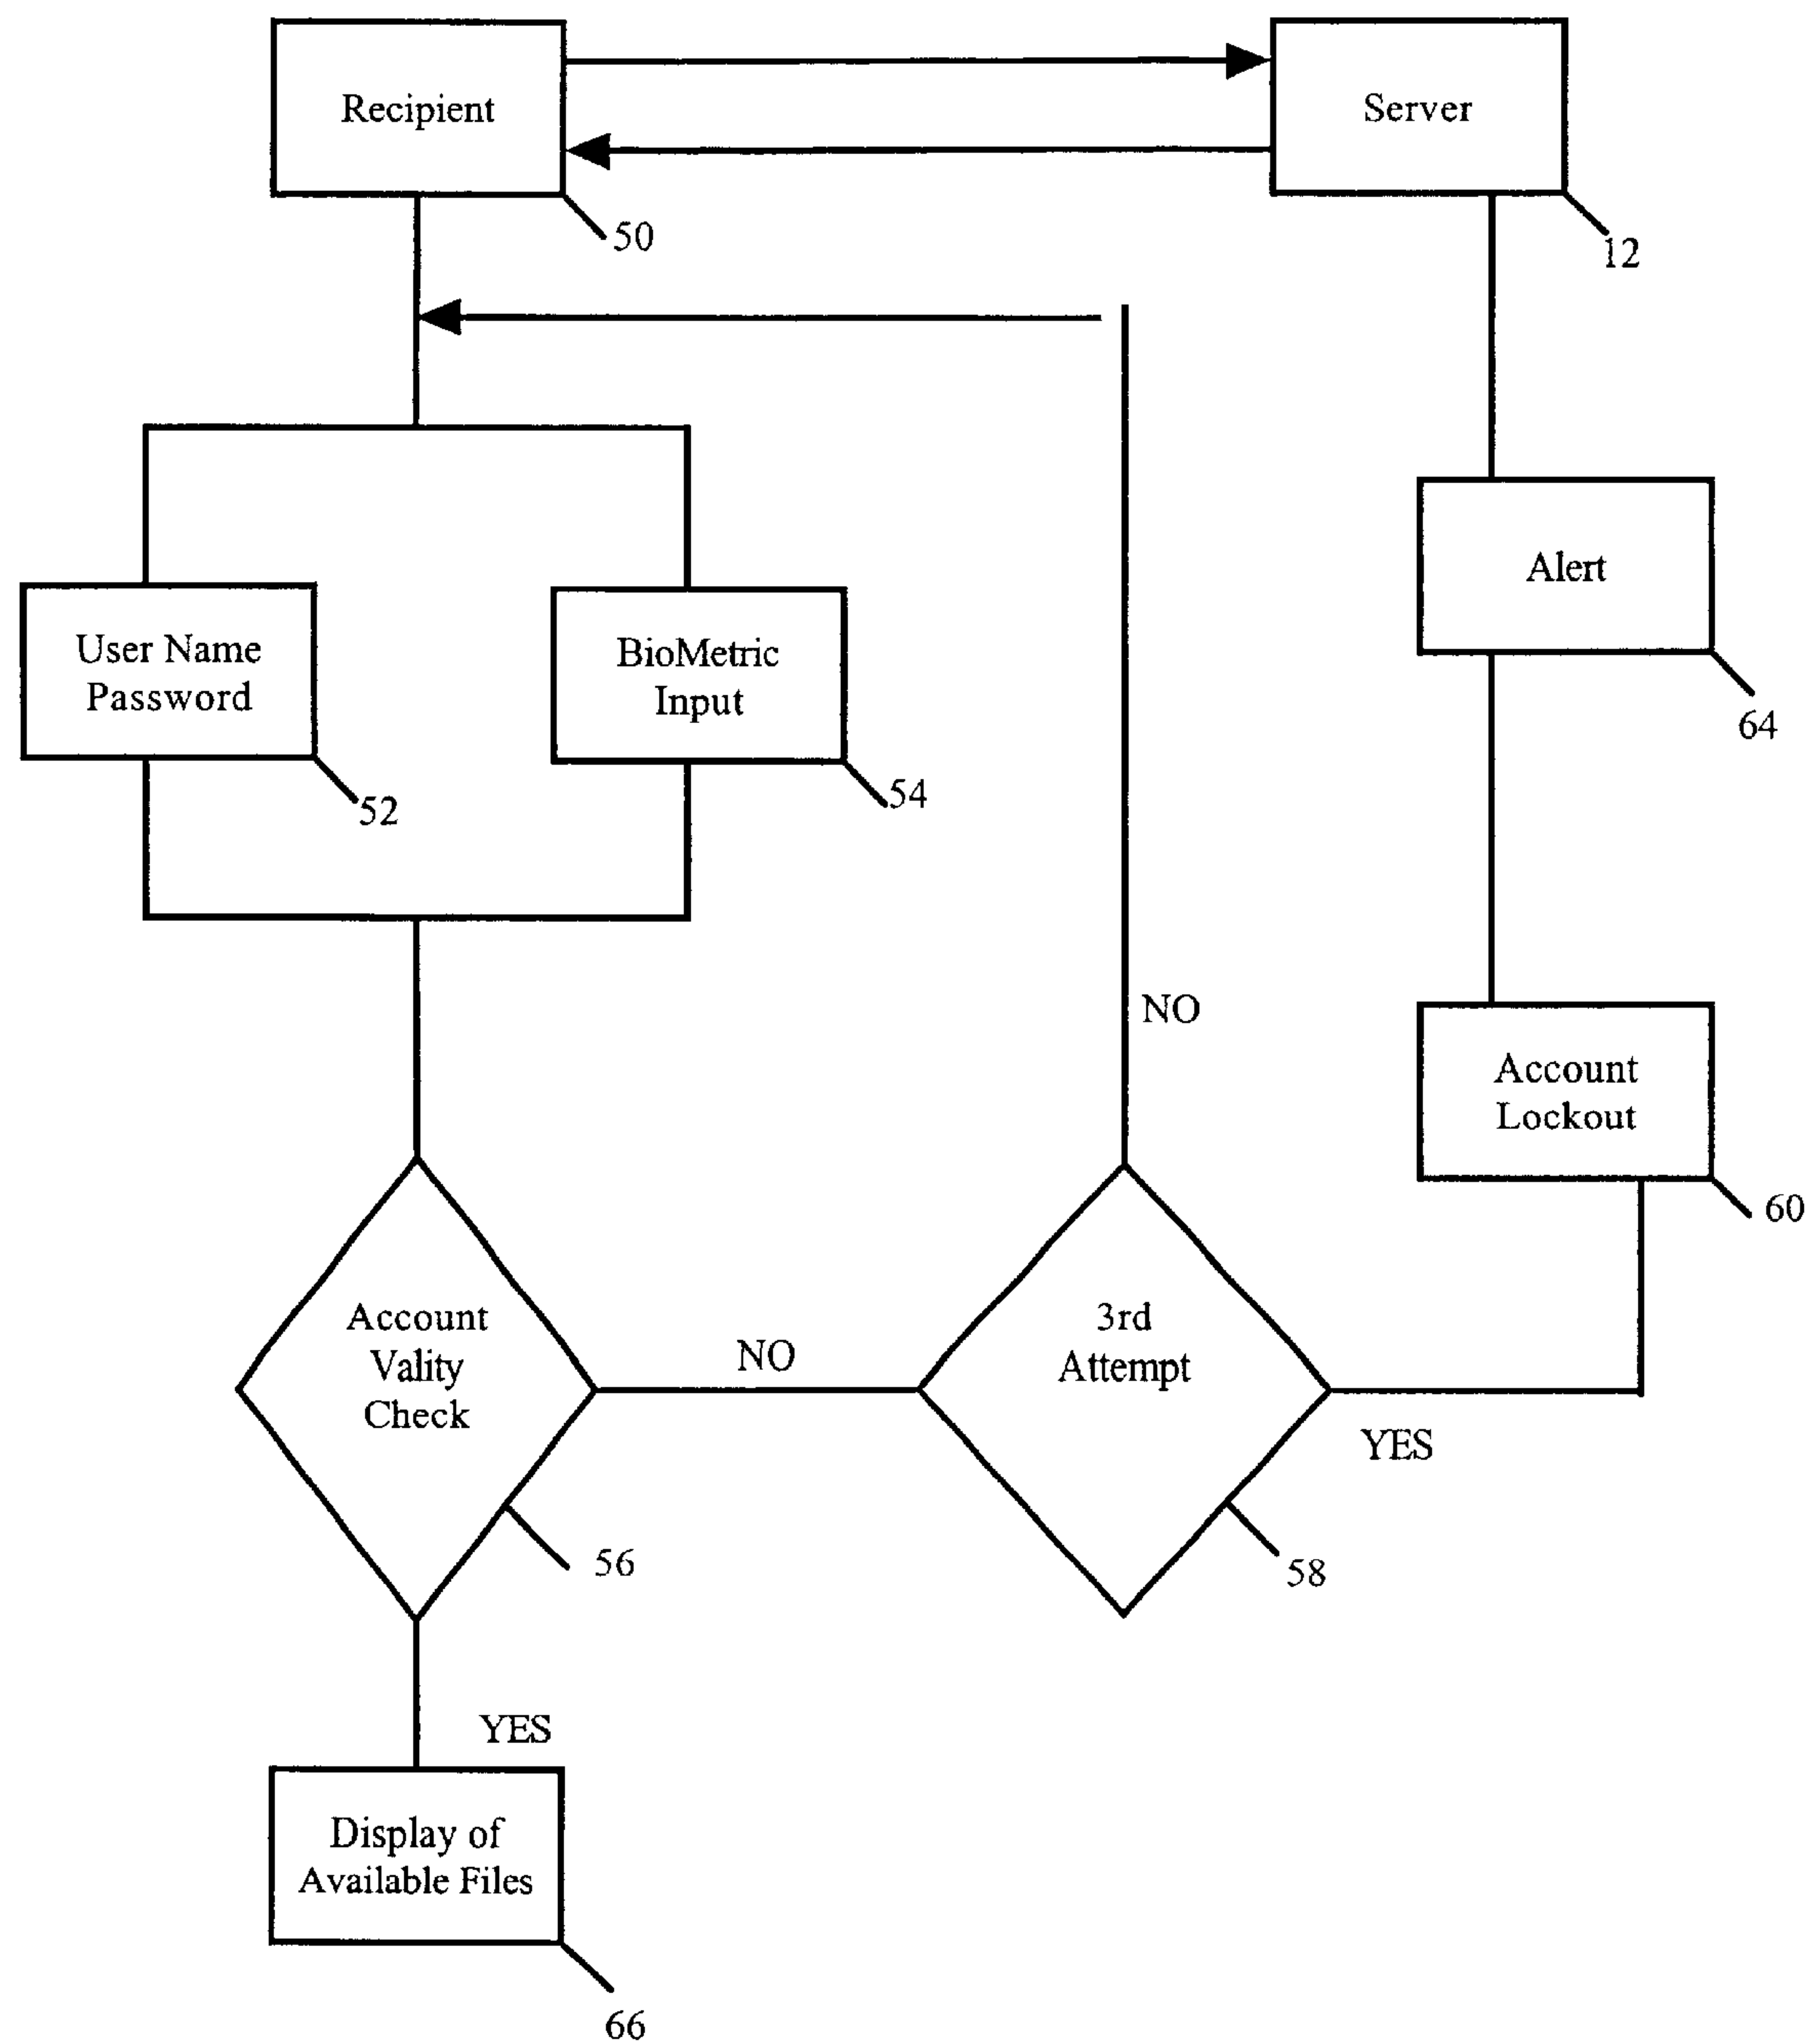 Recipient
Server
50
12
Alert
User Name
Password
BioMetric
Input
64
52
54
NO
Account
Lockout
60
Account
Vality
Check
NO
3rd
Attempt
YES
56
58
YES
Display of
Available Files
66